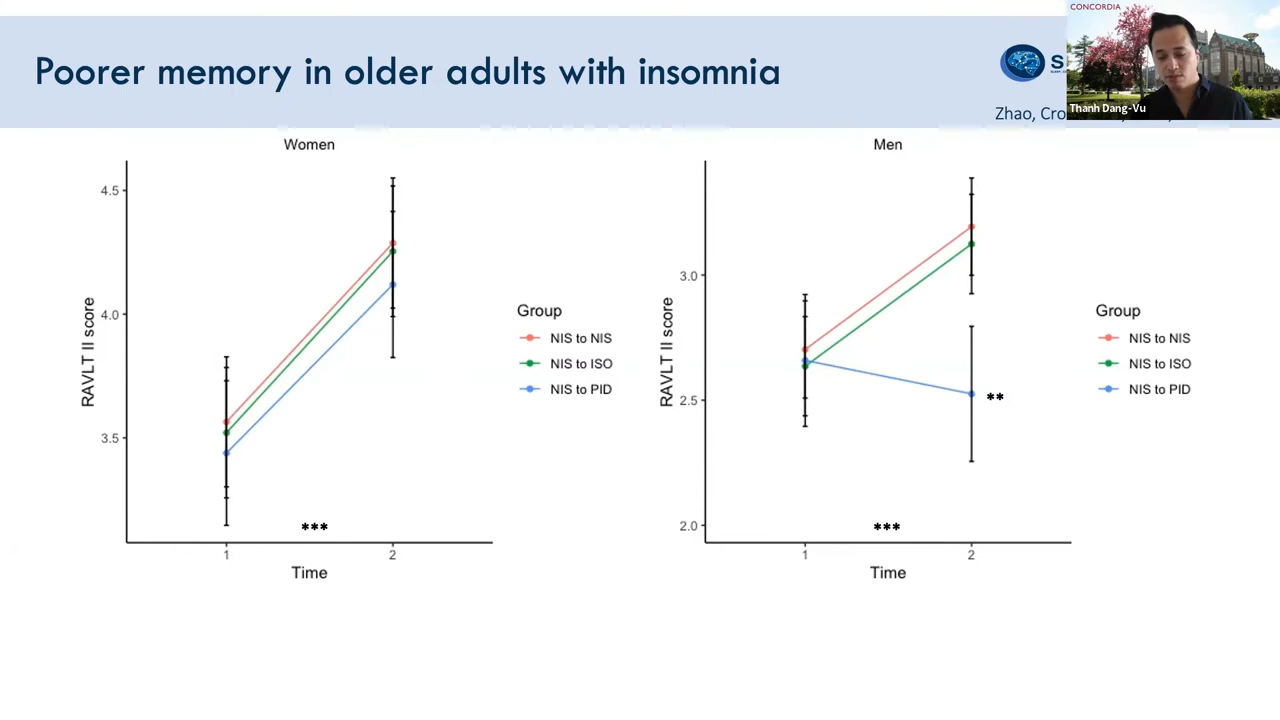 CONCORDIA
Poorer memory in older adults with insomnia
Thanh Dang-Vu
Zhao,
Women
Men
4.5
4.0
3.5
RAVLT II score
1
2
***
Time
Group
NIS to NIS
NIS to ISO
NIS to PID
3.0
2.5
2.0
RAVLT II score
**
1
2
***
Time
Group
NIS to NIS
NIS to ISO
NIS to PID